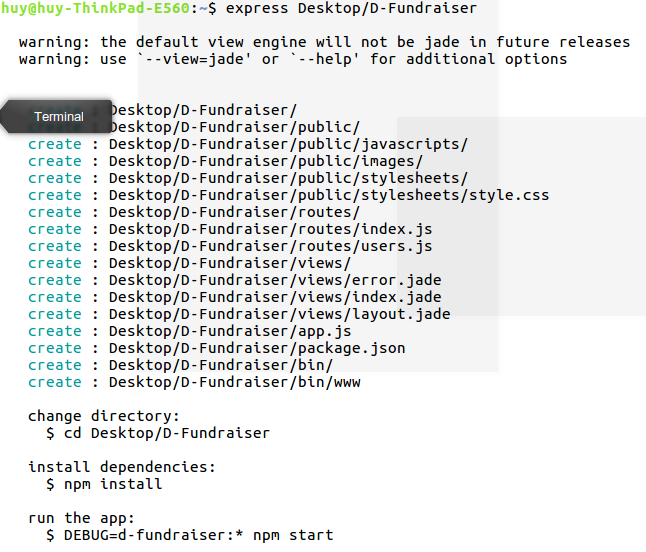 huy@huy-ThinkPad-E560:~$ express Desktop/D-Fundraiser
warning: the default view engine will not be jade in future releases
warning: use `--view=jade' or `--help' for additional options
Desktop/D-Fundraiser/
Terminal
: Desktop/D-Fundraiser/public/
create : Desktop/D-Fundraiser/public/javascripts/
create : Desktop/D-Fundraiser/public/images/
create : Desktop/D-Fundraiser/public/stylesheets/
create : Desktop/D-Fundraiser/public/stylesheets/style.css
create : Desktop/D-Fundraiser/routes/
create : Desktop/D-Fundraiser/routes/index.js
create : Desktop/D-Fundraiser/routes/users.js
create : Desktop/D-Fundraiser/views/
create : Desktop/D-Fundraiser/views/error.jade
create : Desktop/D-Fundraiser/views/index.jade
create : Desktop/D-Fundraiser/views/layout.jade
create : Desktop/D-Fundraiser/app.js
create : Desktop/D-Fundraiser/package.json
create : Desktop/D-Fundraiser/bin/
create : Desktop/D-Fundraiser/bin/www
change directory:
$ cd Desktop/D-Fundraiser
install dependencies:
$ npm install
run the app:
$ DEBUG=d-fundraiser:* npm start